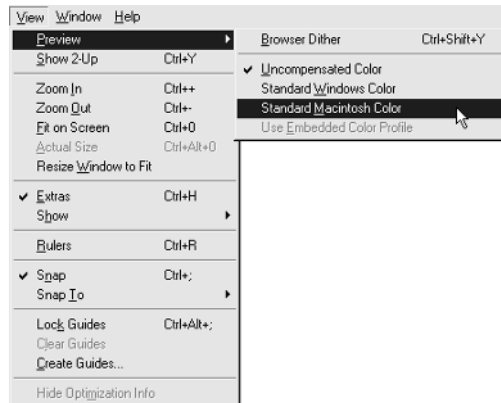 View Window Help
Preview
Show 2-Up Ctrl+Y
Zoom In Ctrl++
Zoom Out Ctrl+-
Fit on Screen Ctrl+0
Actual Size Ctrl+Alt+0
Resize Window to Fit
Extras Ctrl+H
Show
Rulers Ctrl+R
Snap Ctrl+;
Snap To
Lock Guides Ctrl+Alt+;
Clear Guides
Create Guides...
Hide Optimization Info
Browser Dither Ctrl+Shift+Y
Uncompensated Color
Standard Windows Color
Standard Macintosh Color
Use Embedded Color Profile